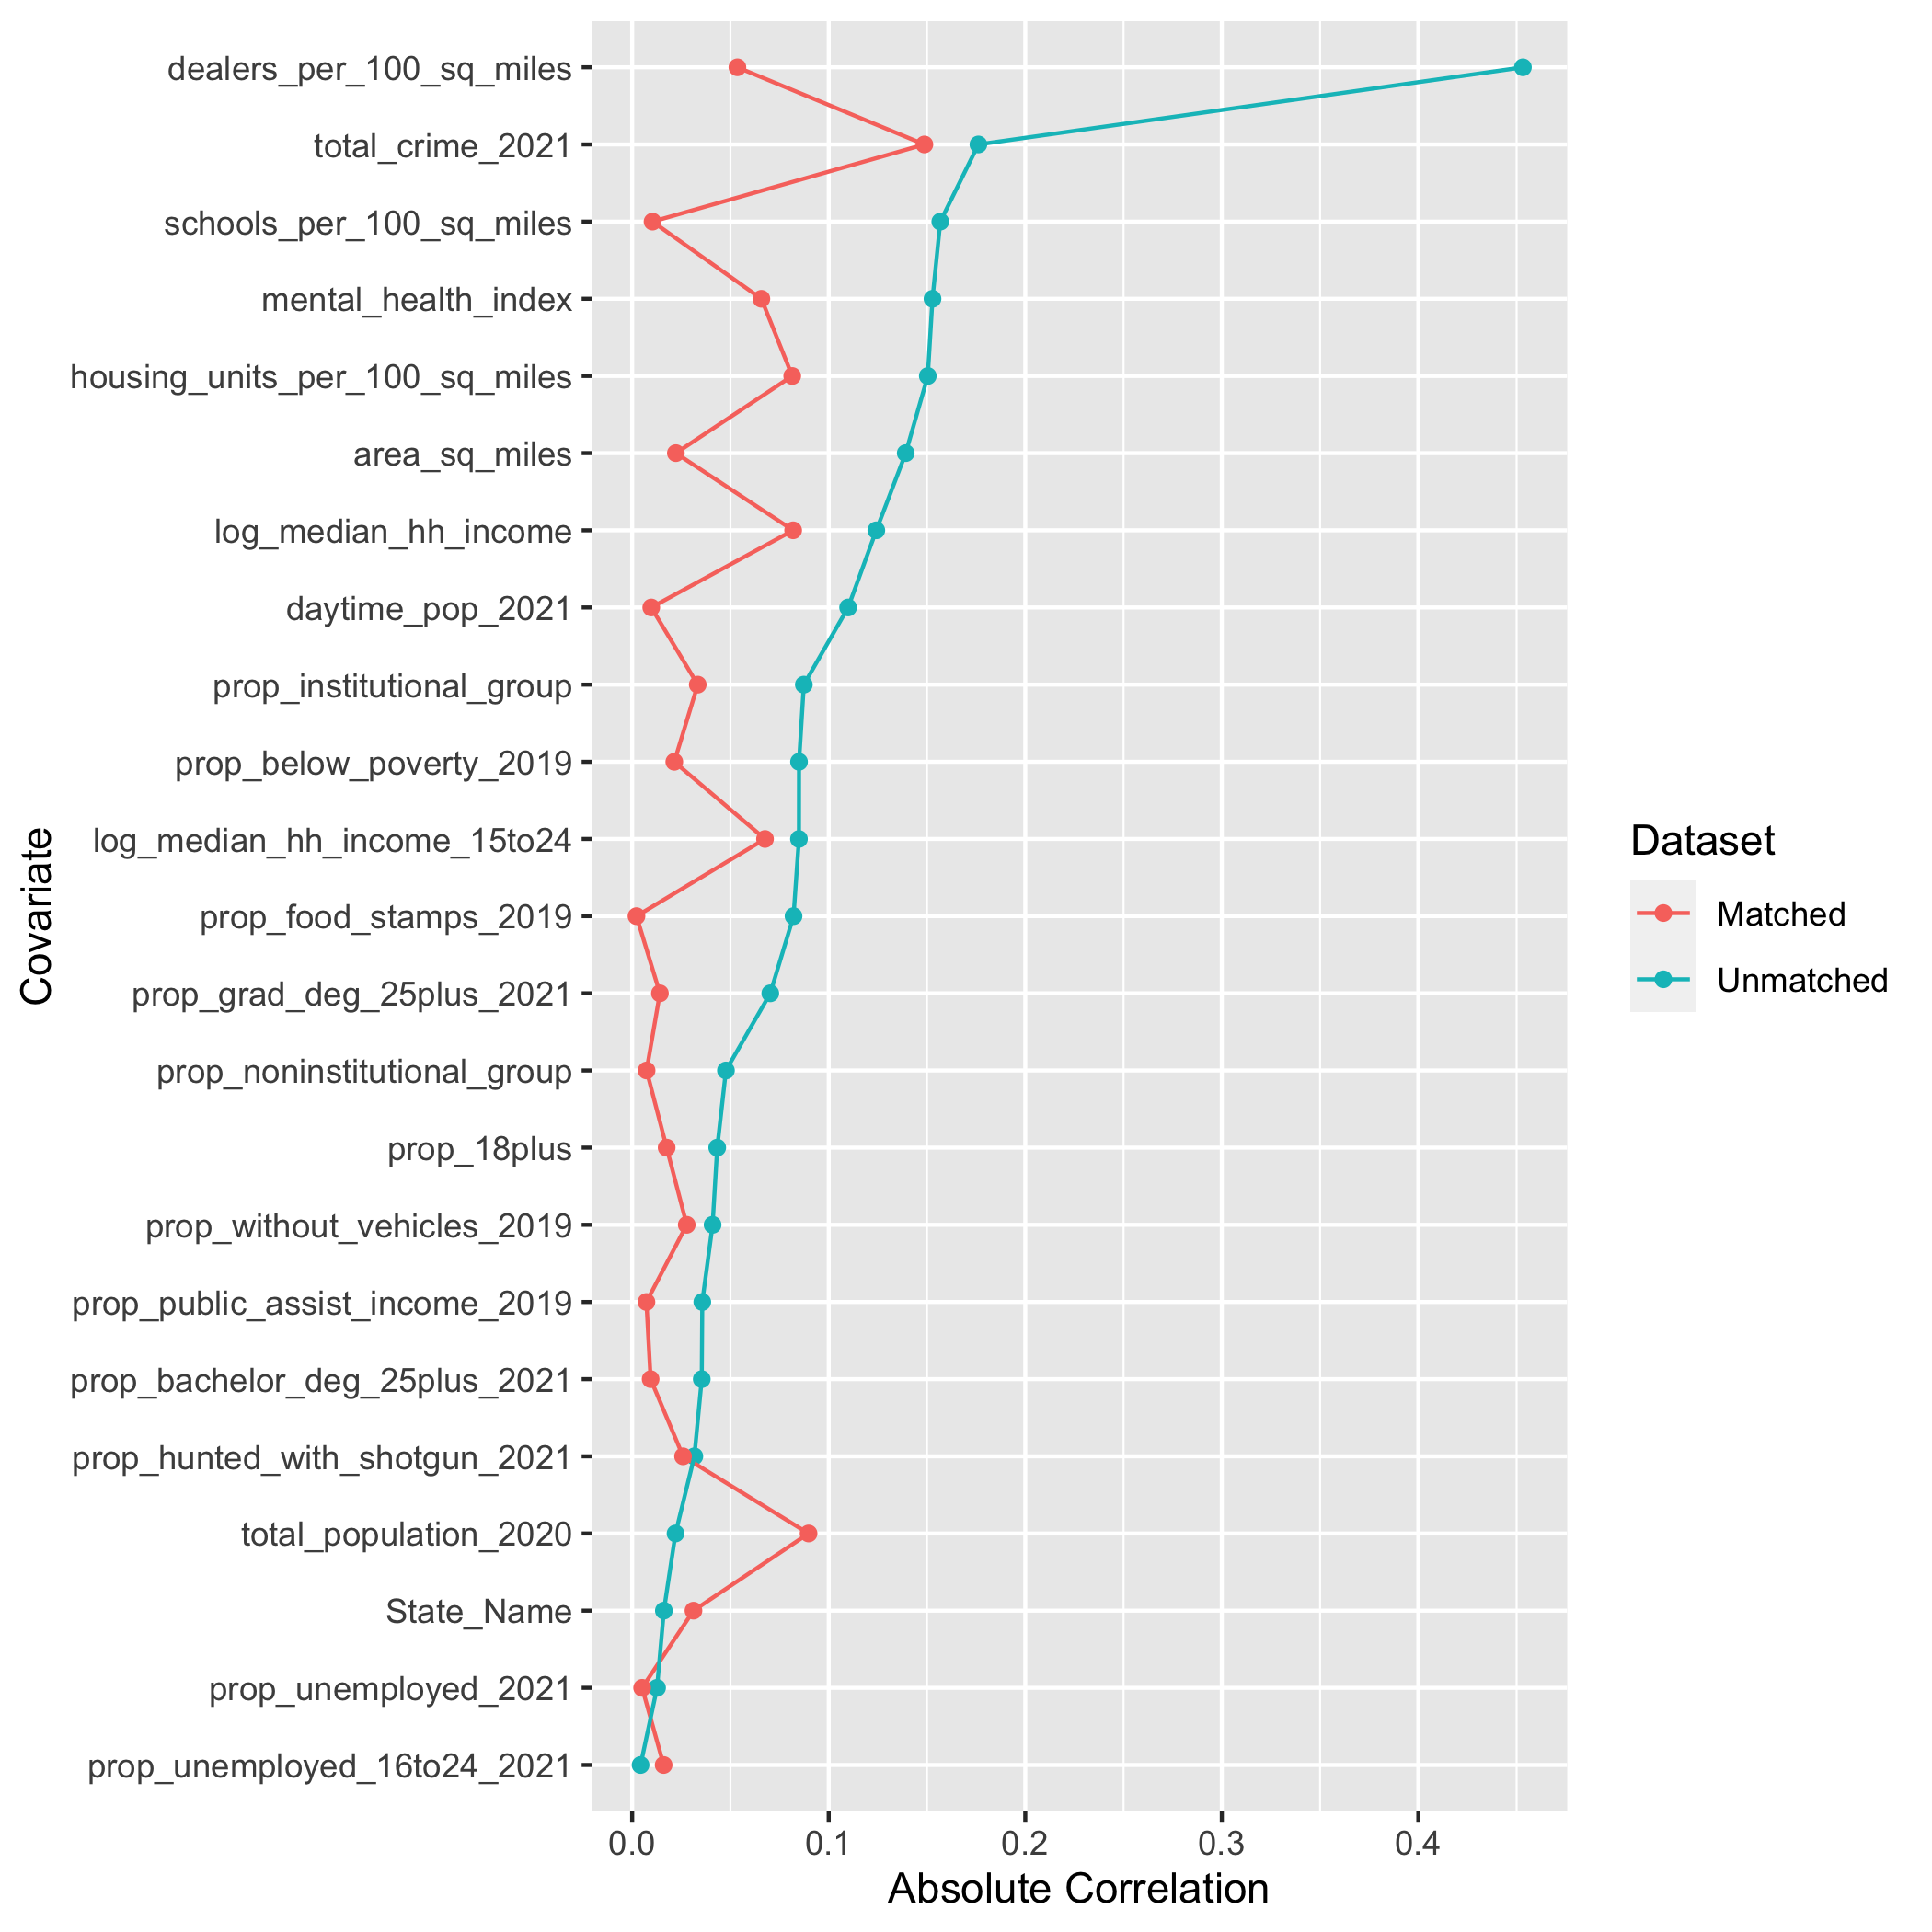 dealers_per_100_sq_miles
total_crime_2021
schools_per_100_sq_miles
mental_health_index
housing_units_per_100_sq_miles
area_sq_miles
log_median_hh_income
daytime_pop_2021
prop_institutional_group
prop_below_poverty_2019
log_median_hh_income_15to24
prop_food_stamps_2019
prop_grad_deg_25plus_2021
prop_noninstitutional_group
prop_18plus
prop_without_vehicles_2019
prop_public_assist_income_2019
prop_bachelor_deg_25plus_2021
prop_hunted_with_shotgun_2021
total_population_2020
State_Name
prop_unemployed_2021
prop_unemployed_16to24_2021
Covariate
0.0 0.1 0.2 0.3 0.4
Absolute Correlation
Dataset
Matched
Unmatched